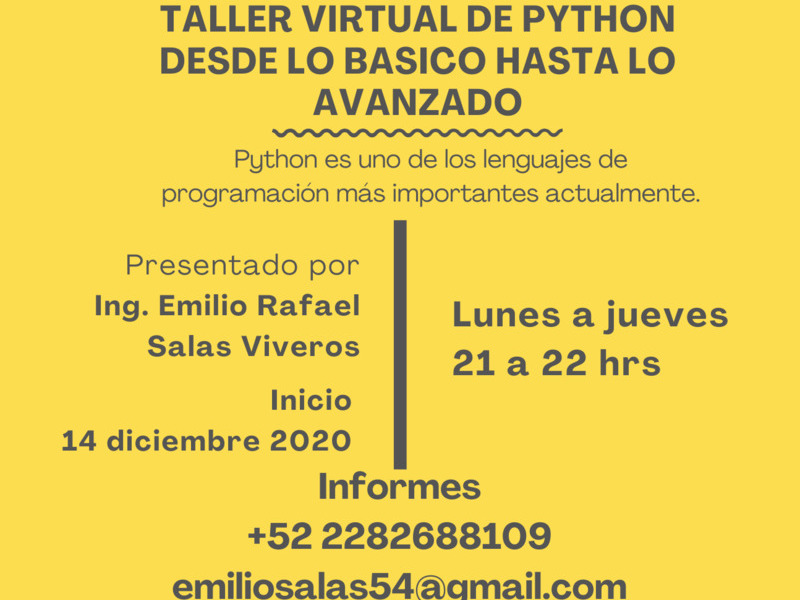 TALLER VIRTUAL DE PYTHON
DESDE LO BASICO HASTA LO
AVANZADO
Python es uno de los lenguajes de
programación más importantes actualmente.
Presentado por
Ing. Emilio Rafael
Salas Viveros
Inicio
14 diciembre 2020
Lunes a jueves
21 a 22 hrs
Informes
+52 2282688109
emiliosalas54@gmail.com